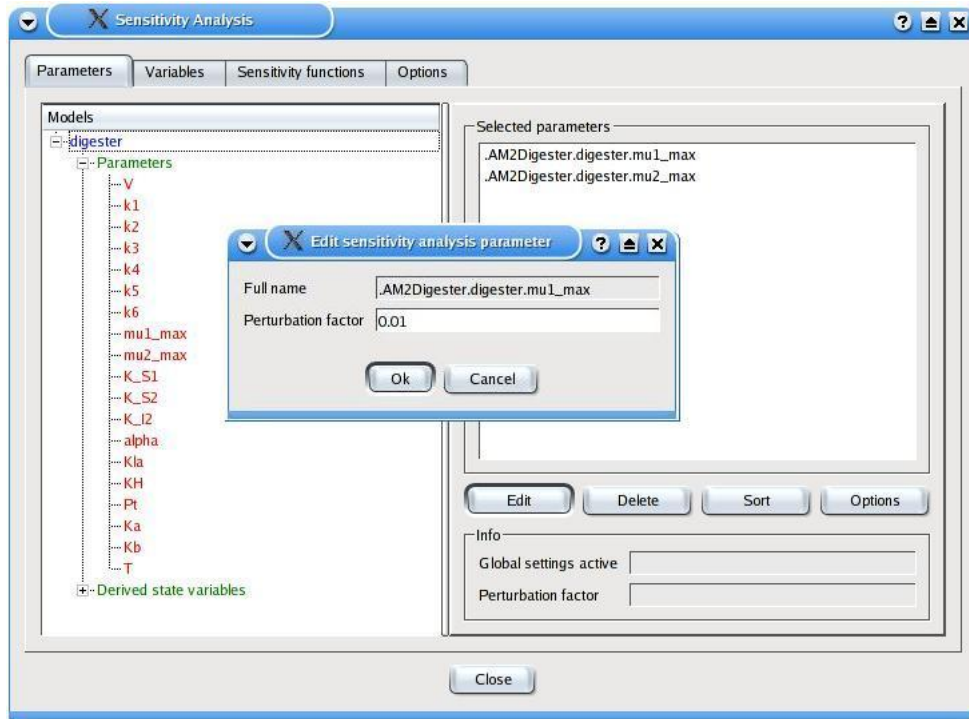 Sensitivity Analysis
Parameters Variables Sensitivity functions Options
Models
digester
Parameters
V
k1
k2
k3
k4
k5
k6
mu1_max
mu2_max
K_S1
K_S2
K_I2
alpha
Kla
KH
Pt
Ka
Kb
T
Derived state variables
Selected parameters
.AM2Digester.digester.mu1_max
.AM2Digester.digester.mu2_max
Edit sensitivity analysis parameter
Full name .AM2Digester.digester.mu1_max
Perturbation factor 0.01
Ok Cancel
Edit Delete Sort Options
Info
Global settings active
Perturbation factor
Close